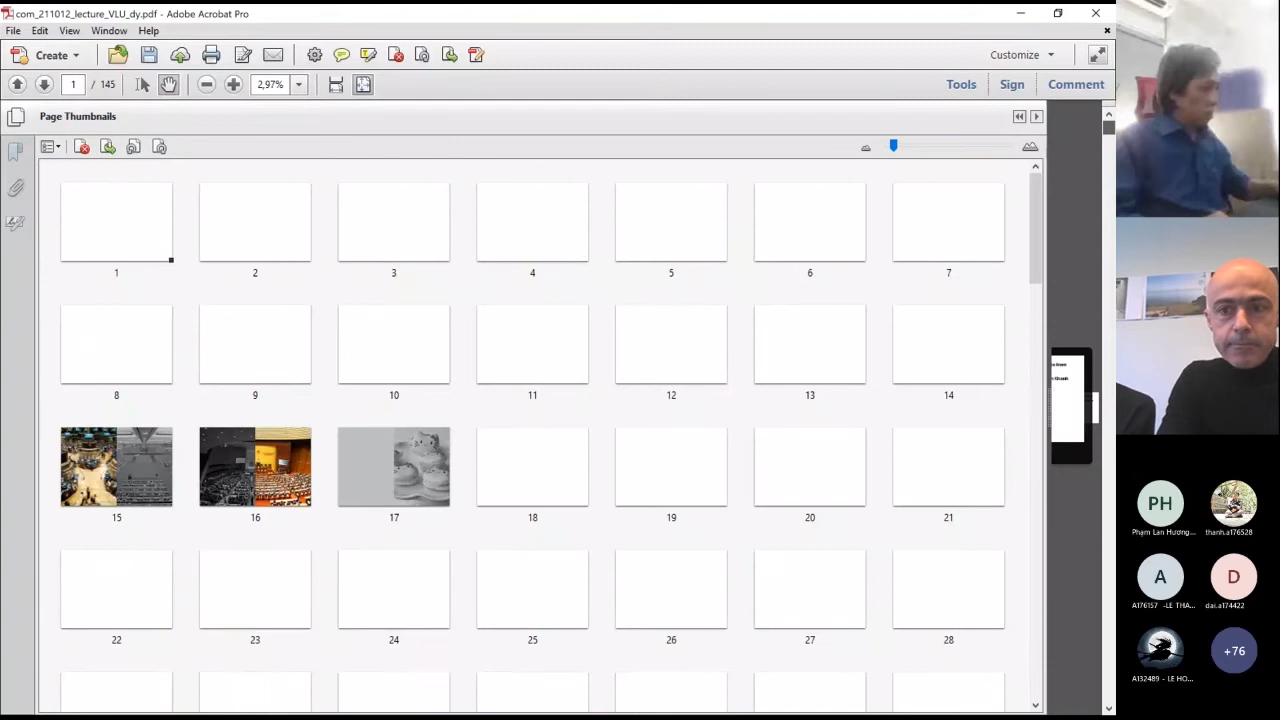 com_211012_lecture_VLU_dy.pdf - Adobe Acrobat Pro
File Edit View Window Help
Create Customize
1 / 145 2,97% Tools Sign Comment
Page Thumbnails
1 2 3 4 5 6 7
8 9 10 11 12 13 14
15 16 17 18 19 20 21
22 23 24 25 26 27 28
PH
Phạm Lan Hương... thanh.a176528
A D
A176157 -LE THA... dai.a174422
+76
A132489 - LE HO...